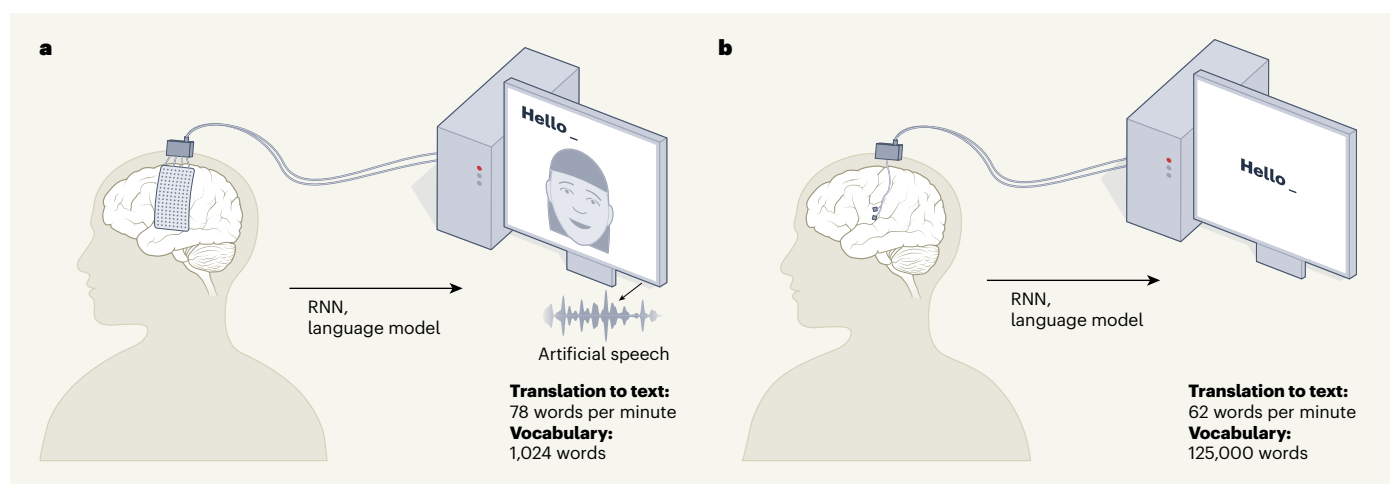 a
Hello _
RNN,
language model
Artificial speech
Translation to text:
78 words per minute
Vocabulary:
1,024 words
b
Hello _
RNN,
language model
Translation to text:
62 words per minute
Vocabulary:
125,000 words